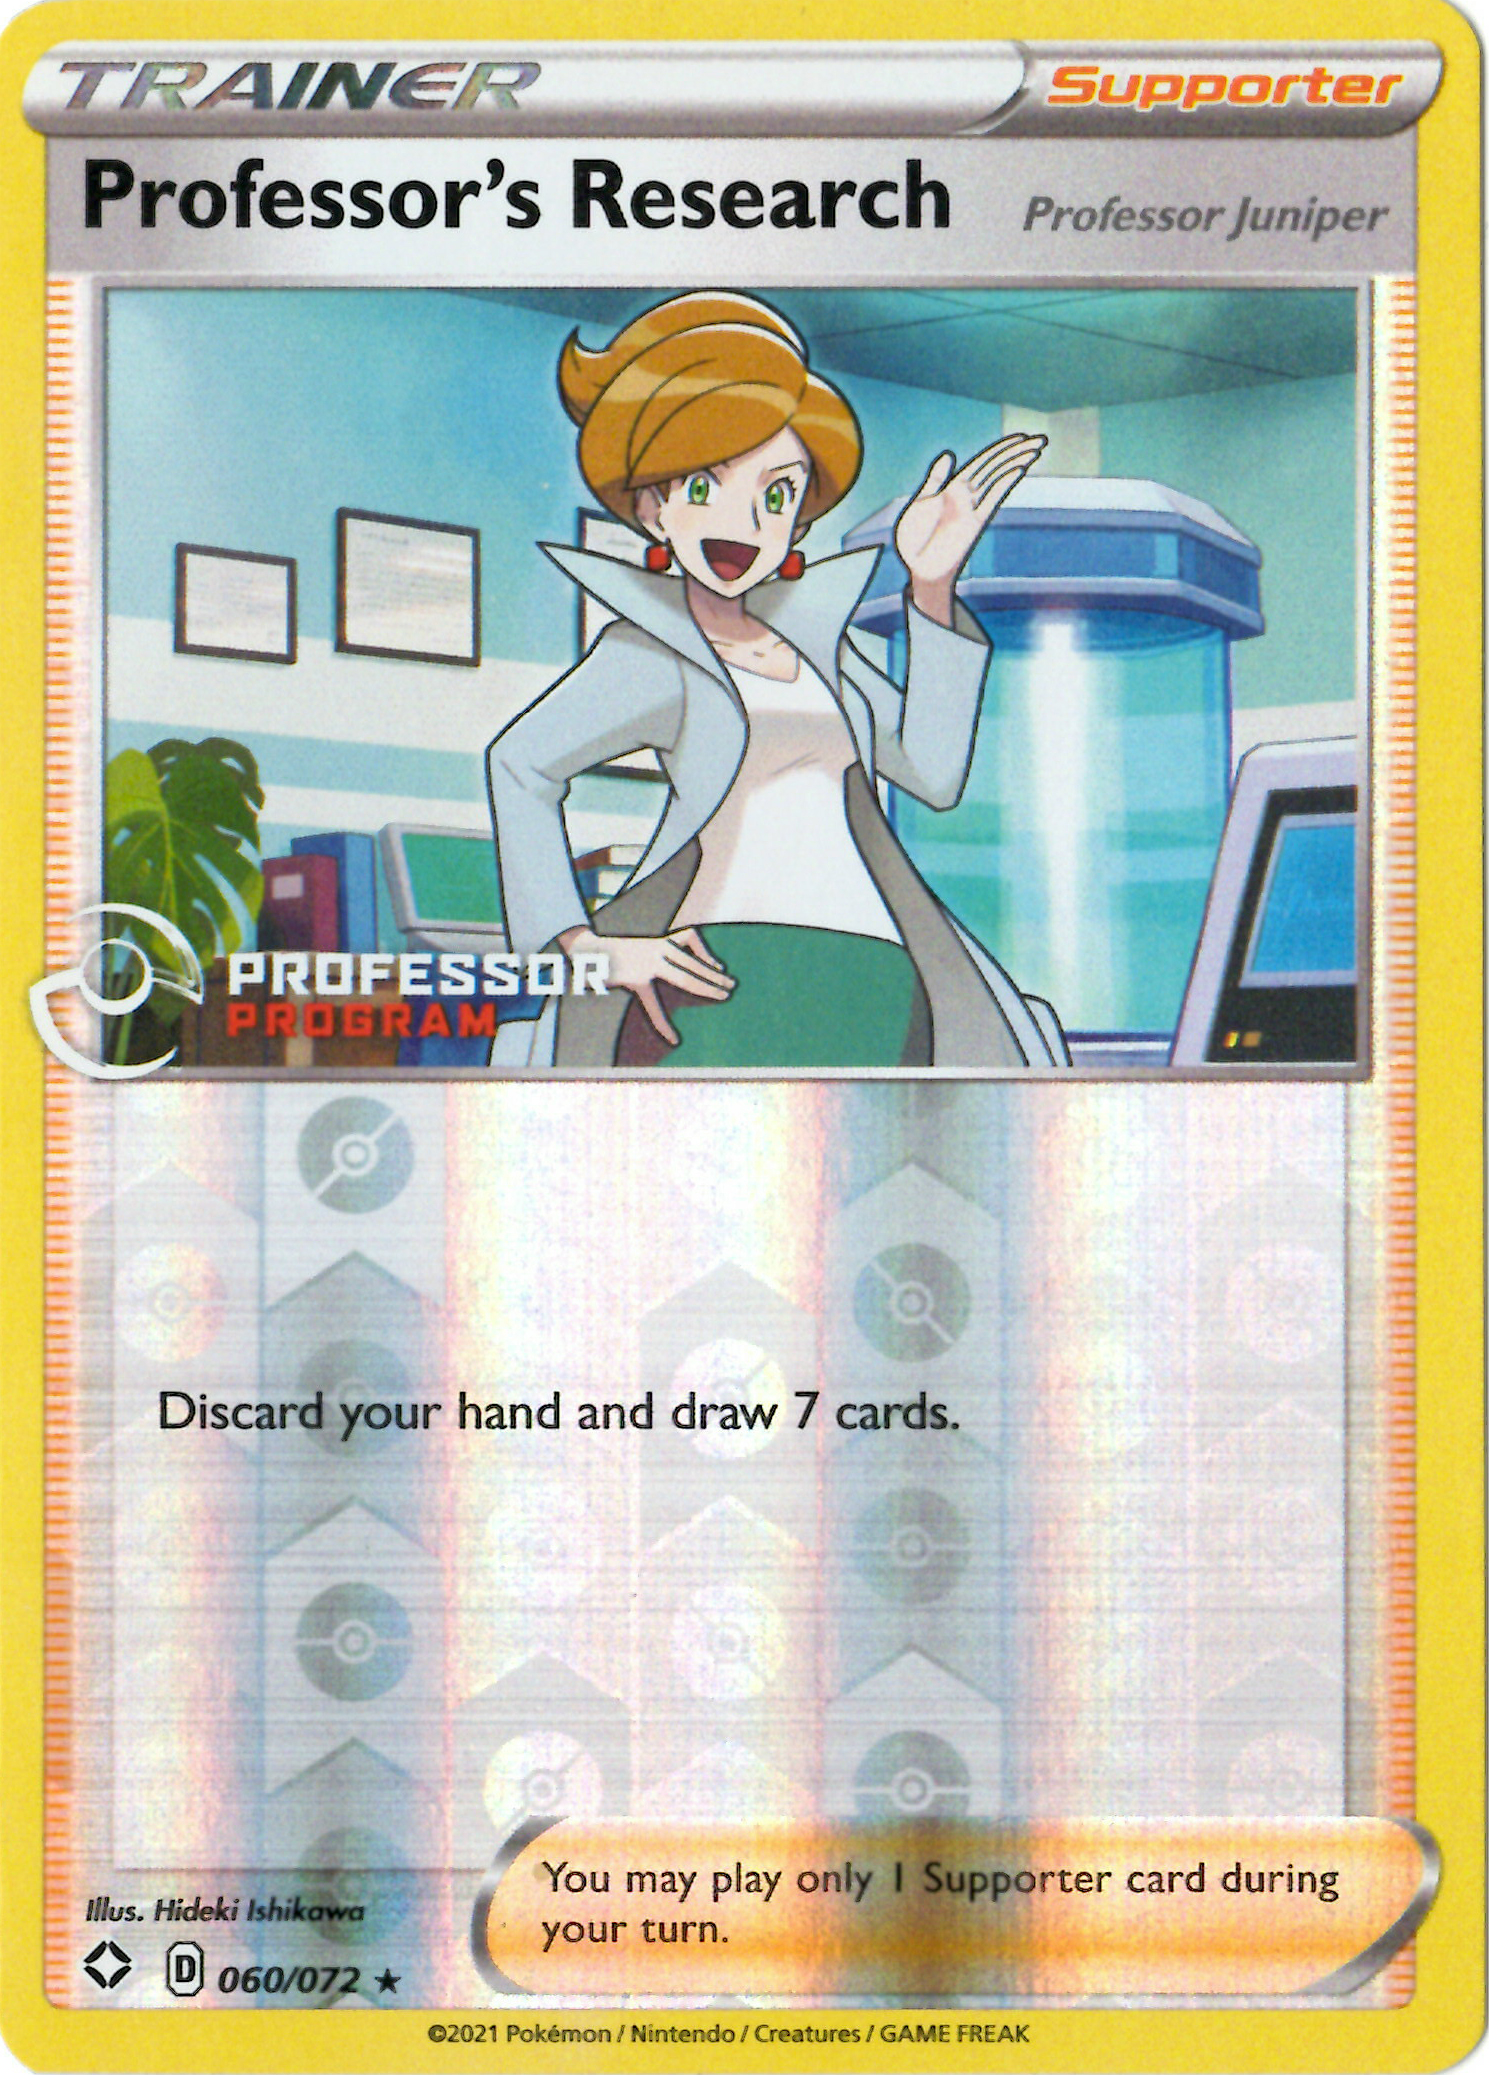 TRAINER
Supporter
Professor's Research
Professor Juniper
PROFESSOR
PROGRAM
Discard your hand and draw 7 cards.
You may play only 1 Supporter card during
your turn.
Illus. Hideki Ishikawa
D 060/072 ★
©2021 Pokémon / Nintendo / Creatures / GAME FREAK